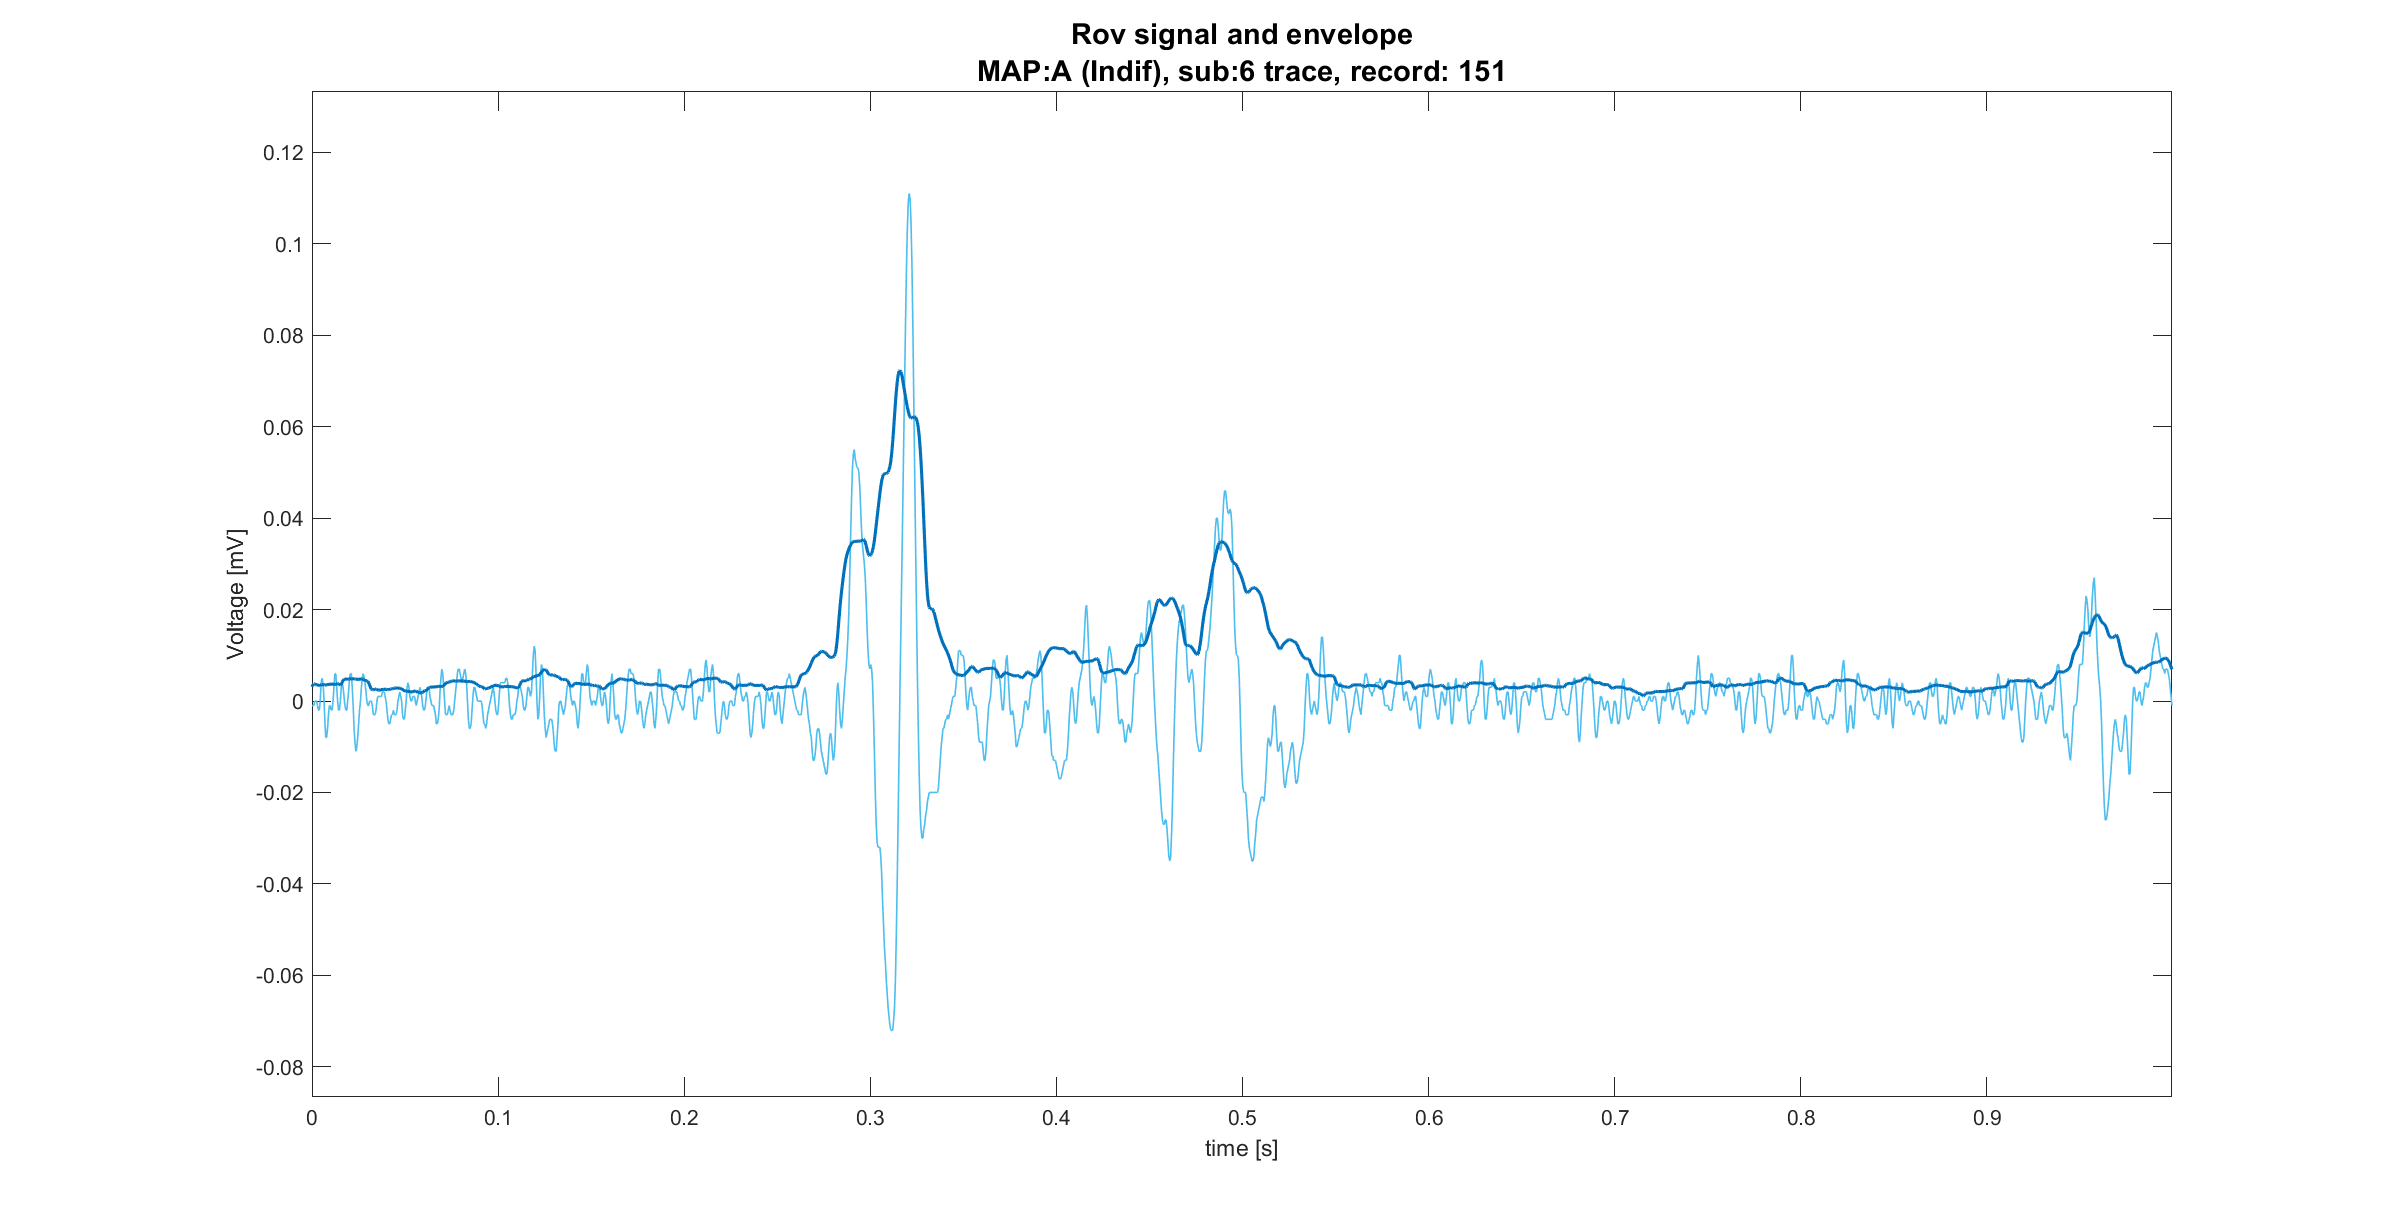 Rov signal and envelope
MAP:A (Indif), sub:6 trace, record: 151
Voltage [mV]
0.12
0.1
0.08
0.06
0.04
0.02
0
-0.02
-0.04
-0.06
-0.08
0 0.1 0.2 0.3 0.4 0.5 0.6 0.7 0.8 0.9
time [s]